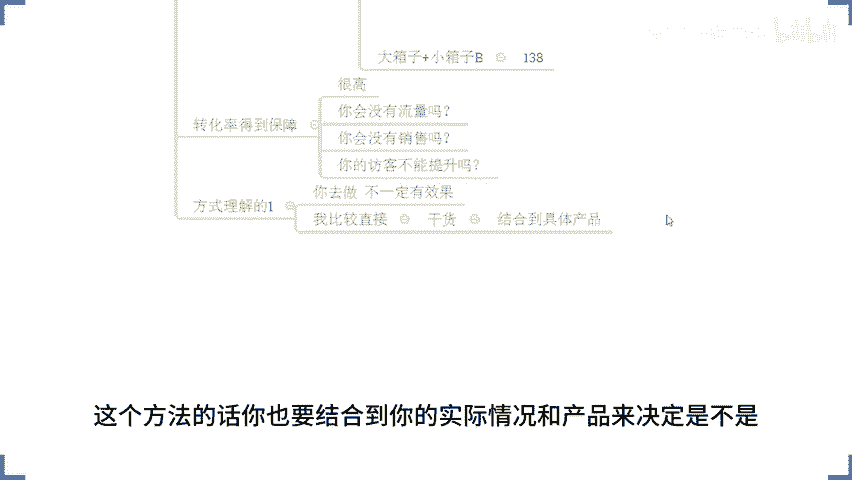 大箱子+小箱子B 138
很高
你会没有流量吗？
转化率得到保障
你会没有销售吗？
你的访客不能提升吗？
你去做 不一定有效果
方式理解的1
我比较直接 干货 结合到具体产品
这个方法的话你也要结合到你的实际情况和产品来决定是不是